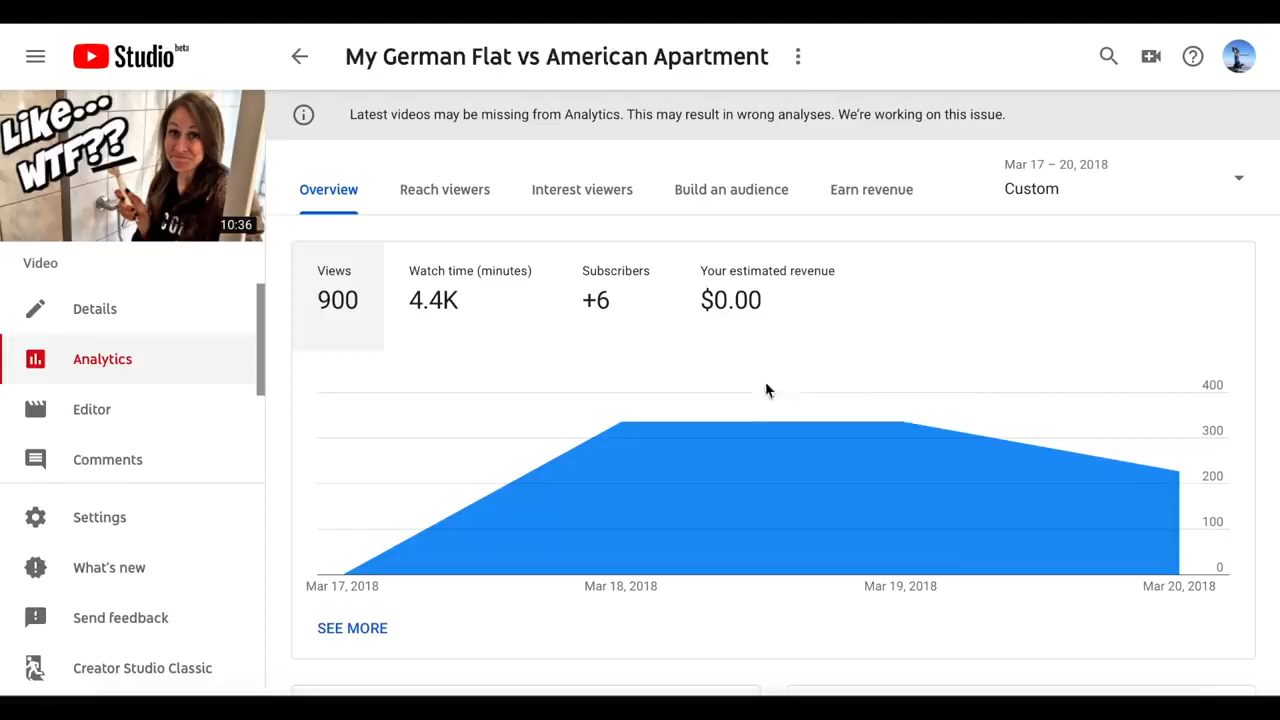 Studio beta
My German Flat vs American Apartment
Like...
WTF??
10:36
Latest videos may be missing from Analytics. This may result in wrong analyses. We're working on this issue.
Overview
Reach viewers
Interest viewers
Build an audience
Earn revenue
Mar 17 – 20, 2018
Custom
Video
Details
Analytics
Editor
Comments
Settings
What's new
Send feedback
Creator Studio Classic
Views
900
Watch time (minutes)
4.4K
Subscribers
+6
Your estimated revenue
$0.00
400
300
200
100
0
Mar 17, 2018
Mar 18, 2018
Mar 19, 2018
Mar 20, 2018
SEE MORE